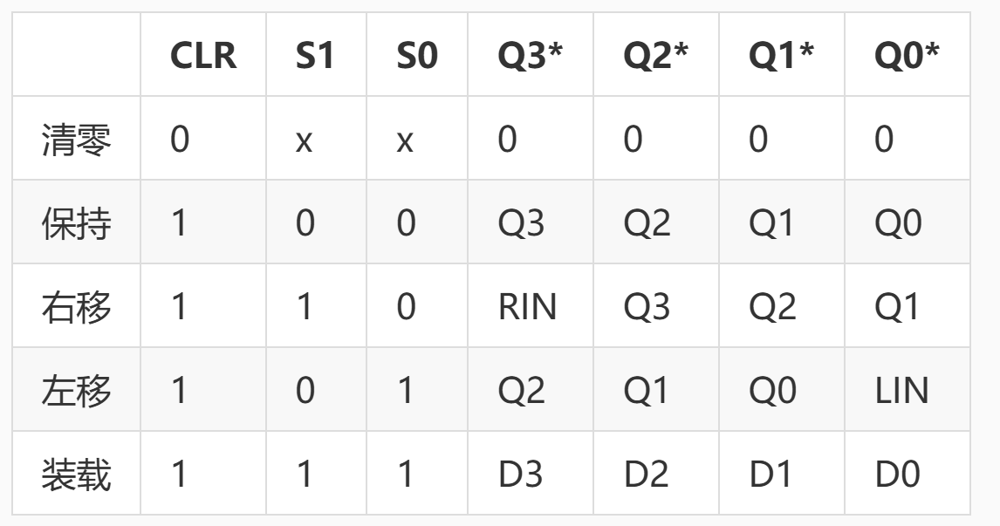 CLR S1 S0 Q3* Q2* Q1* Q0*
清零 0 x x 0 0 0 0
保持 1 0 0 Q3 Q2 Q1 Q0
右移 1 1 0 RIN Q3 Q2 Q1
左移 1 0 1 Q2 Q1 Q0 LIN
装载 1 1 1 D3 D2 D1 D0